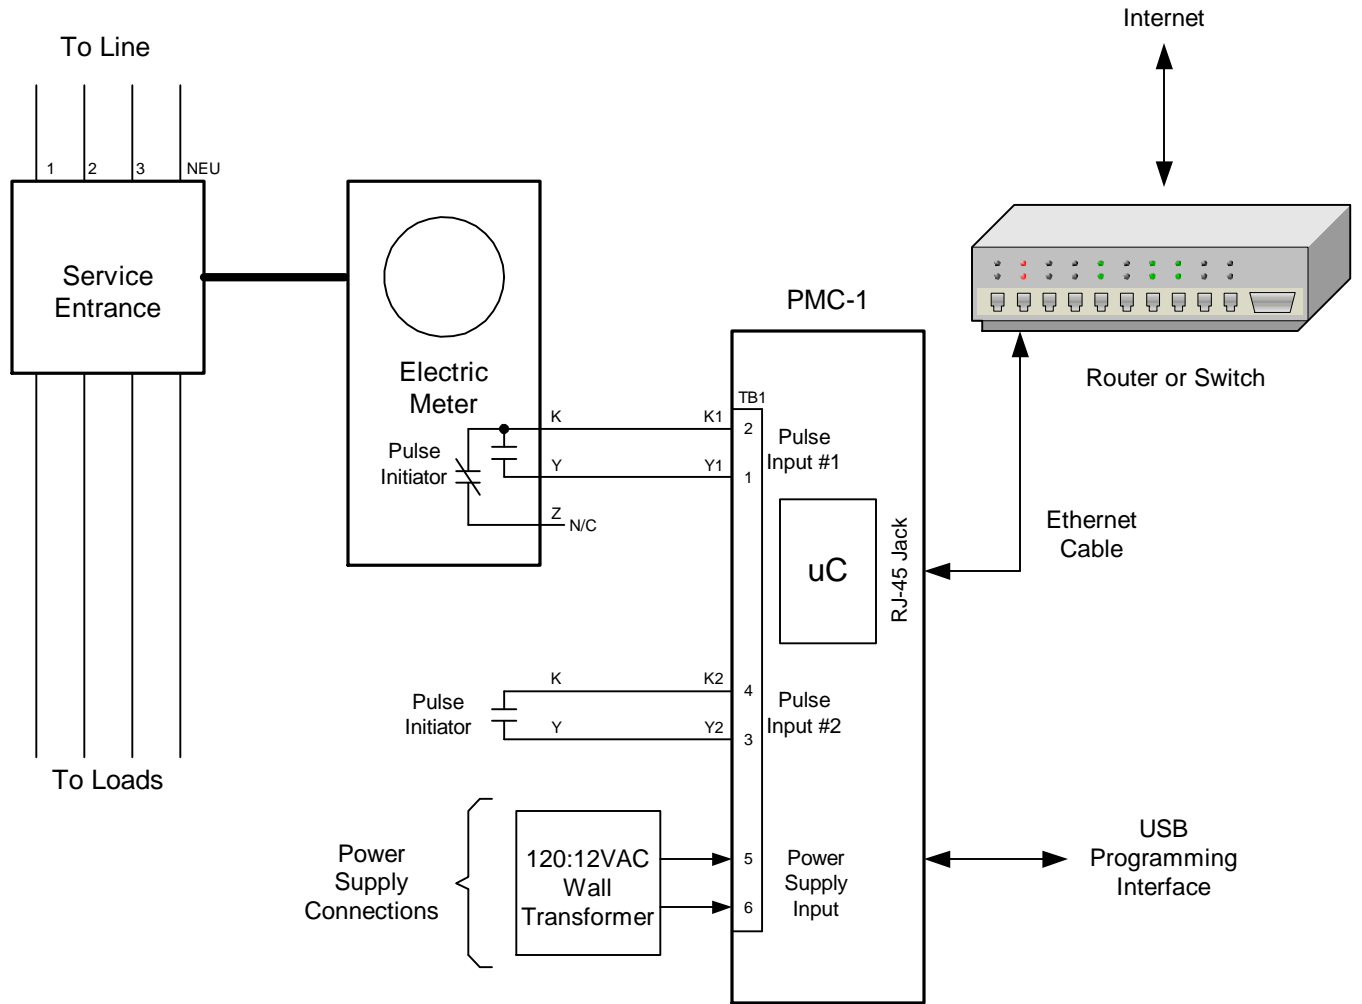 Internet
To Line
1
2
3
NEU
Service
Entrance
PMC-1
Electric
Meter
Router or Switch
TB1
K
K1
2
Pulse
Input #1
Pulse
Initiator
Y
Y1
1
Z
N/C
Ethernet
Cable
uC
RJ-45 Jack
K
K2
4
Pulse
Input #2
Pulse
Initiator
Y
Y2
3
To Loads
Power
Supply
Connections
120:12VAC
Wall
Transformer
5
6
Power
Supply
Input
USB
Programming
Interface